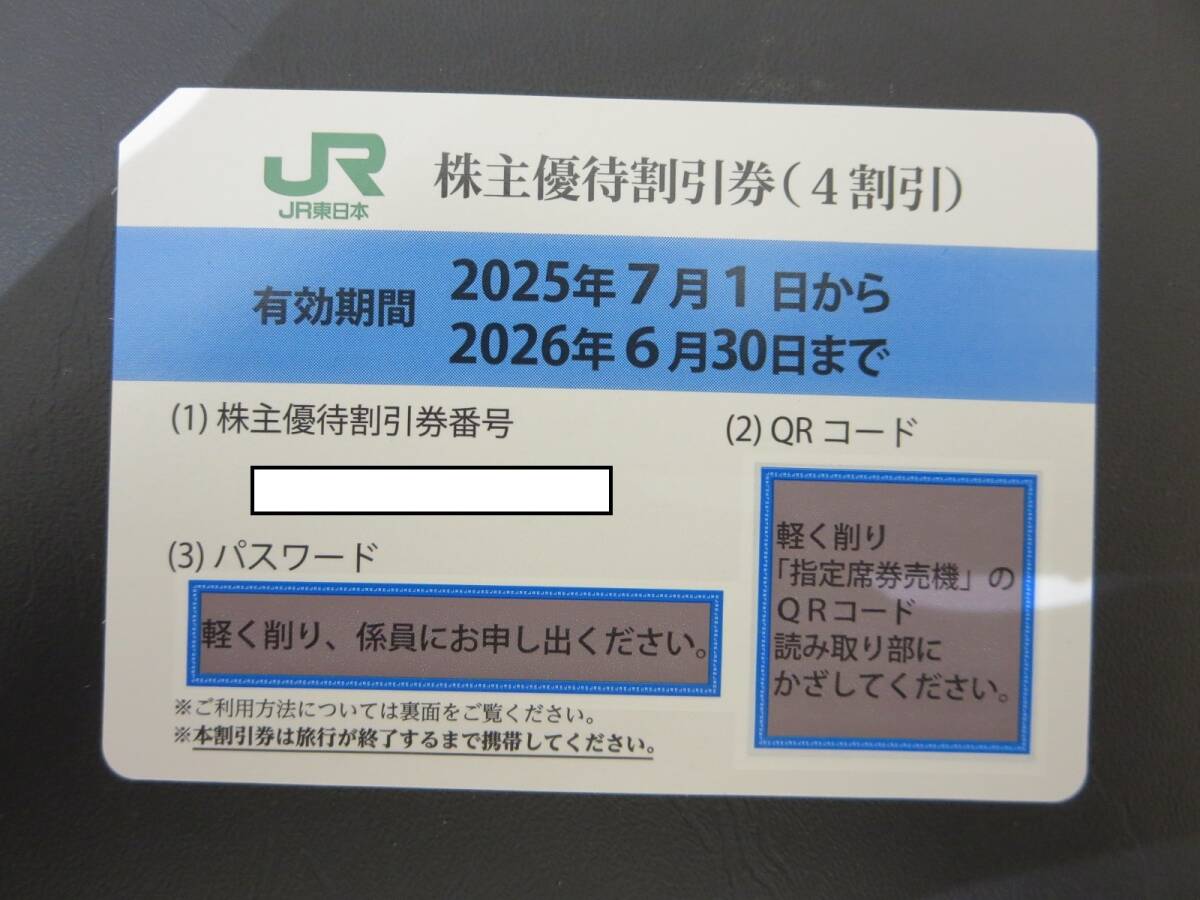 JR
JR東日本
株主優待割引券(4割引)
有効期間
2025年7月1日から
2026年6月30日まで
(1) 株主優待割引券番号
(2) QR コード
(3) パスワード
軽く削り、係員にお申し出ください。
軽く削り
「指定席券売機」の
QRコード
読み取り部に
かざしてください。
※ご利用方法については裏面をご覧ください。
※本割引券は旅行が終了するまで携帯してください。